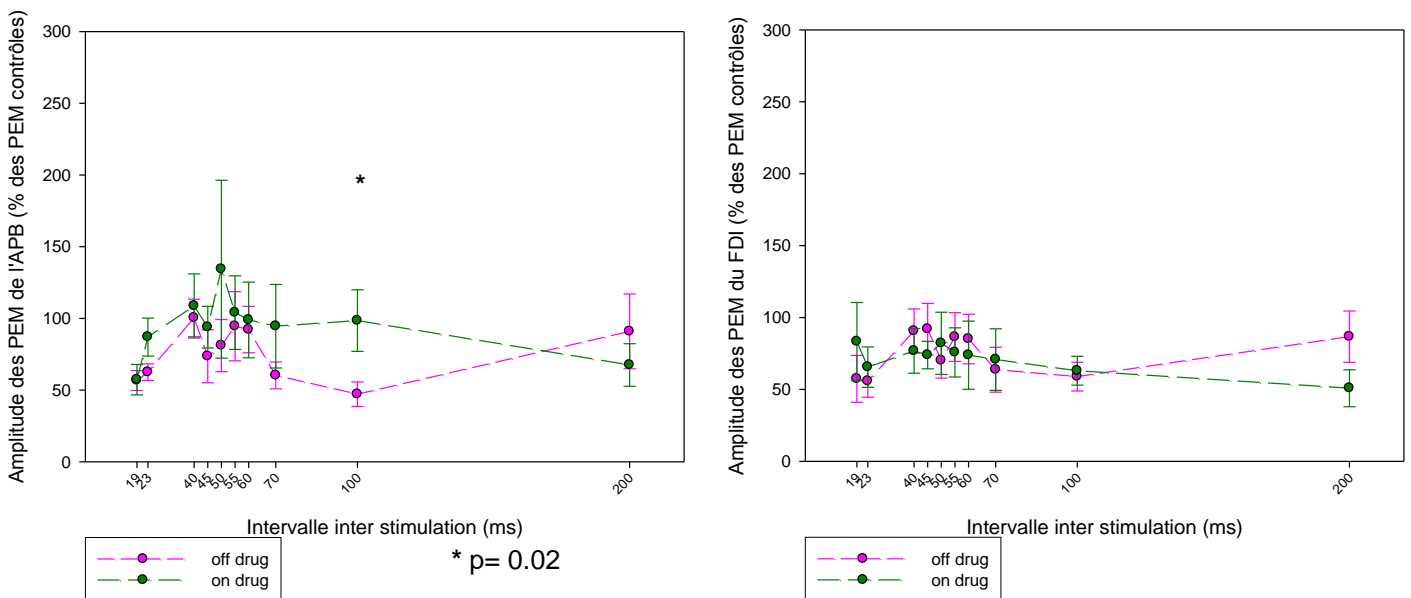 Amplitude des PEM de l'APB (% des PEM contrôles)
300
250
200
150
100
50
0
*
19 23 40 45 50 55 60 70 100 200
Intervalle inter stimulation (ms)
off drug
on drug
* p= 0.02
Amplitude des PEM du FDI (% des PEM contrôles)
300
250
200
150
100
50
0
19 23 40 45 50 55 60 70 100 200
Intervalle inter stimulation (ms)
off drug
on drug